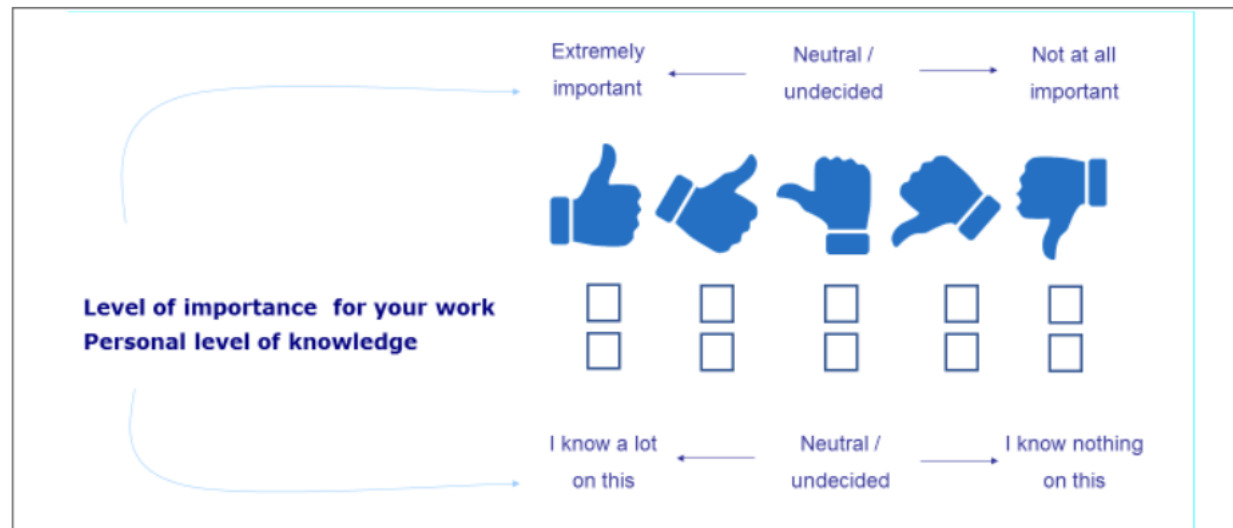 Extremely important
Neutral / undecided
Not at all important
Level of importance for your work
Personal level of knowledge
I know a lot on this
Neutral / undecided
I know nothing on this